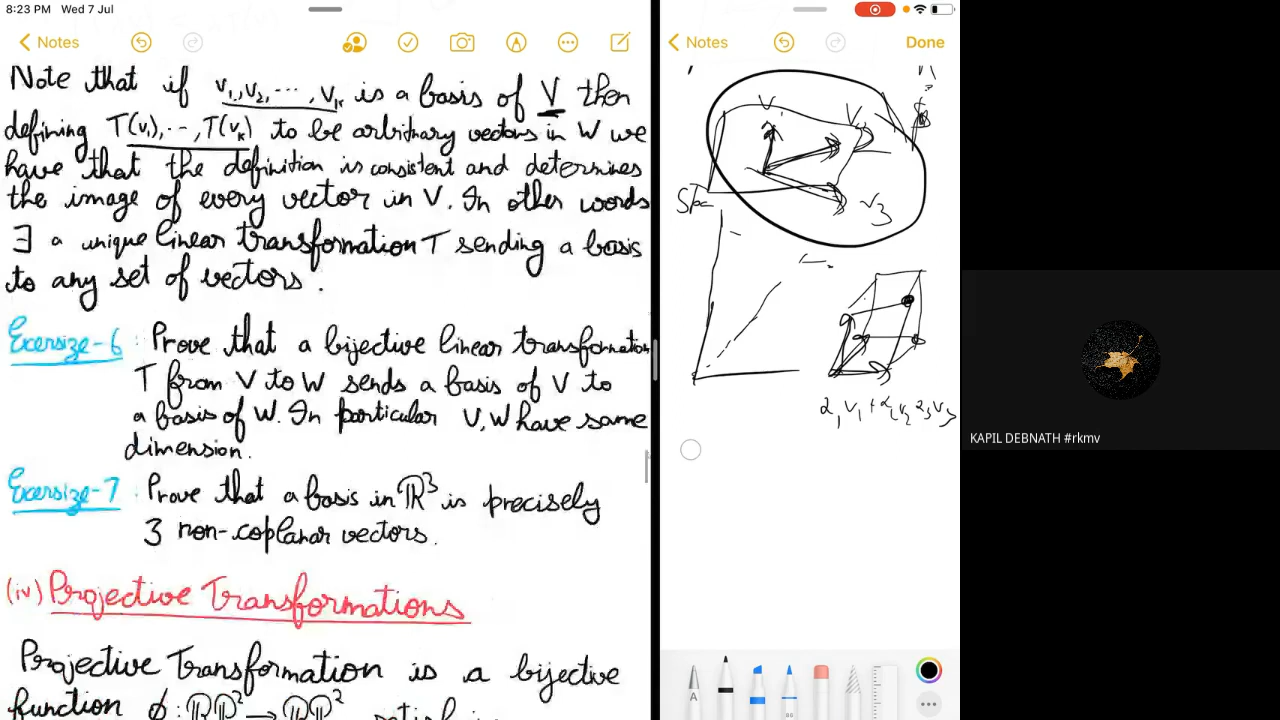 8:23 PM Wed 7 Jul
Notes
Note that if v₁, v₂, ..., vₖ is a basis of V then
defining T(v₁), .., T(vₖ) to be arbitrary vectors in W we
have that the definition is consistent and determines
the image of every vector in V. In other words
∃ a unique linear transformation T sending a basis
to any set of vectors.
Exersize-6 : Prove that a bijective linear transformation
T from V to W sends a basis of V to
a basis of W. In particular V, W have same
dimension.
Exersize-7 : Prove that a basis in ℝ³ is precisely
3 non-coplanar vectors.
(iv) Projective Transformations
Projective Transformation is a bijective
function ϕ: ℝP² → ℝP²
Notes
Done
V₃
A
KAPIL DEBNATH #rkmv